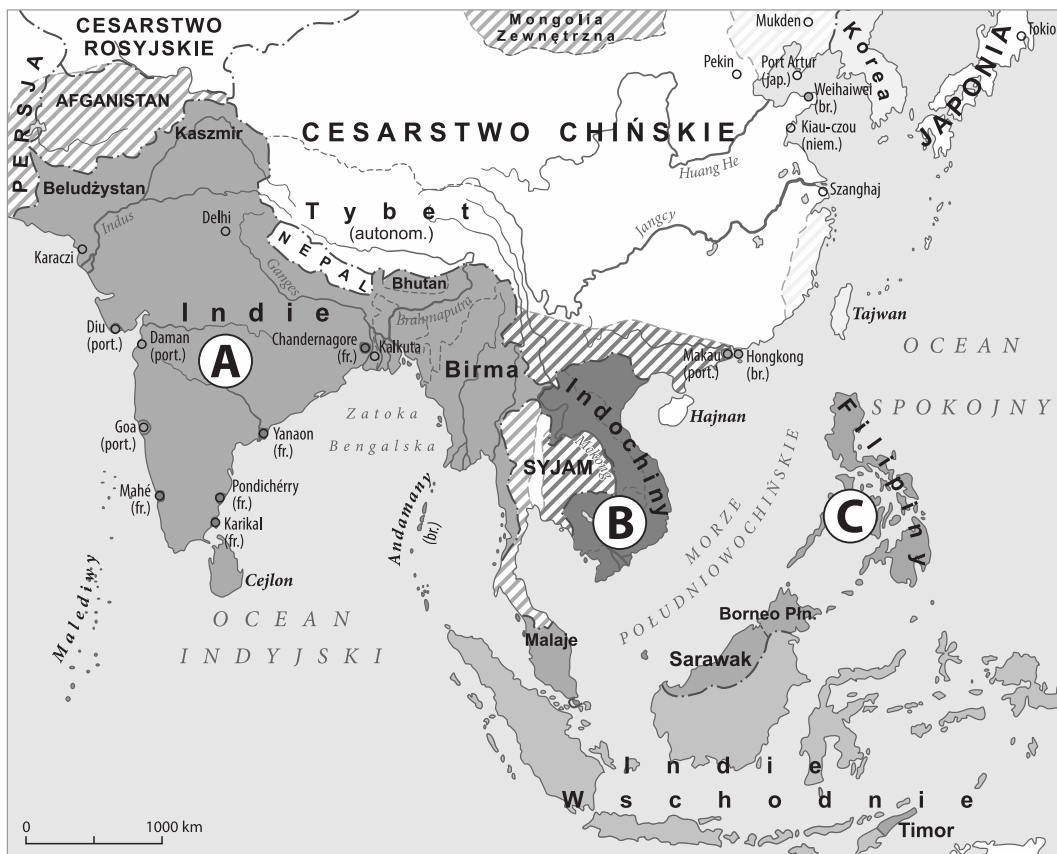 CESARSTWO
ROSYJSKIE
Mongolia
Zewnętrzna
Mukden
Korea
JAPONIA
Tokio
PERSJA
AFGANISTAN
Pekin
Port Artur
(jap.)
Weihaiwei
(br.)
Kaszmir
CESARSTWO CHIŃSKIE
Kiau-czou
(niem.)
Huang He
Beludżystan
Szanghaj
Indus
Delhi
Tybet
(autonom.)
Jangcy
Karaczi
NEPAL
Ganges
Bhutan
Brahmaputra
Indie
Diu
(port.)
Daman
(port.)
A
Chandernagore
(fr.)
Kalkuta
Birma
Makau
(port.)
Hongkong
(br.)
Tajwan
OCEAN
SPOKOJNY
Hajnan
Indochiny
Filipiny
Zatoka
Bengalska
Goa
(port.)
Yanaon
(fr.)
SYJAM
Mekong
Mahé
(fr.)
Pondichérry
(fr.)
Karikal
(fr.)
Andamany
(br.)
B
C
MORZE
POŁUDNIOWOCHIŃSKIE
Malediwy
Cejlon
OCEAN
INDYJSKI
Malaje
Borneo Płn.
Sarawak
Indie
Wschodnie
Timor
0 1000 km